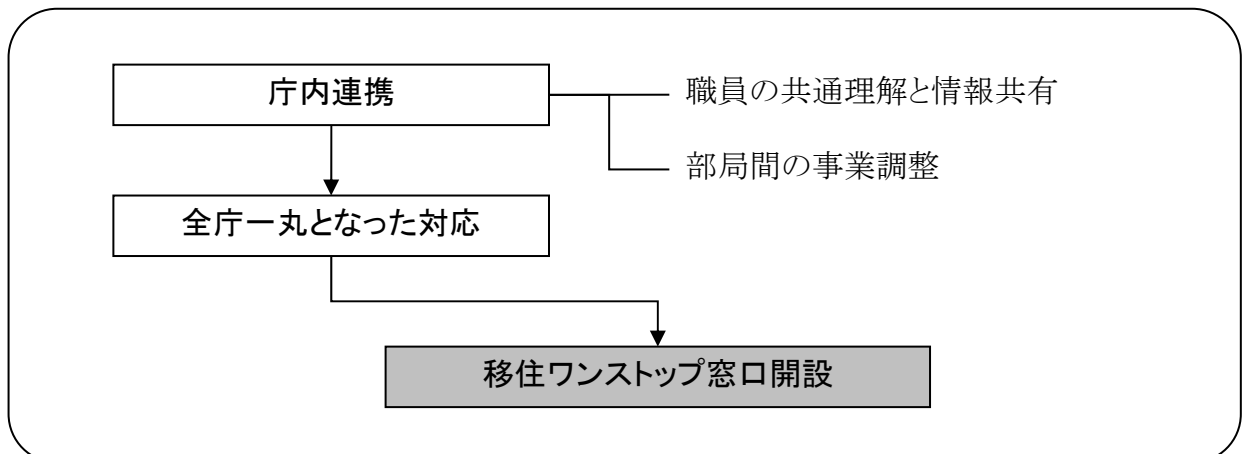 庁内連携
職員の共通理解と情報共有
部局間の事業調整
全庁一丸となった対応
移住ワンストップ窓口開設